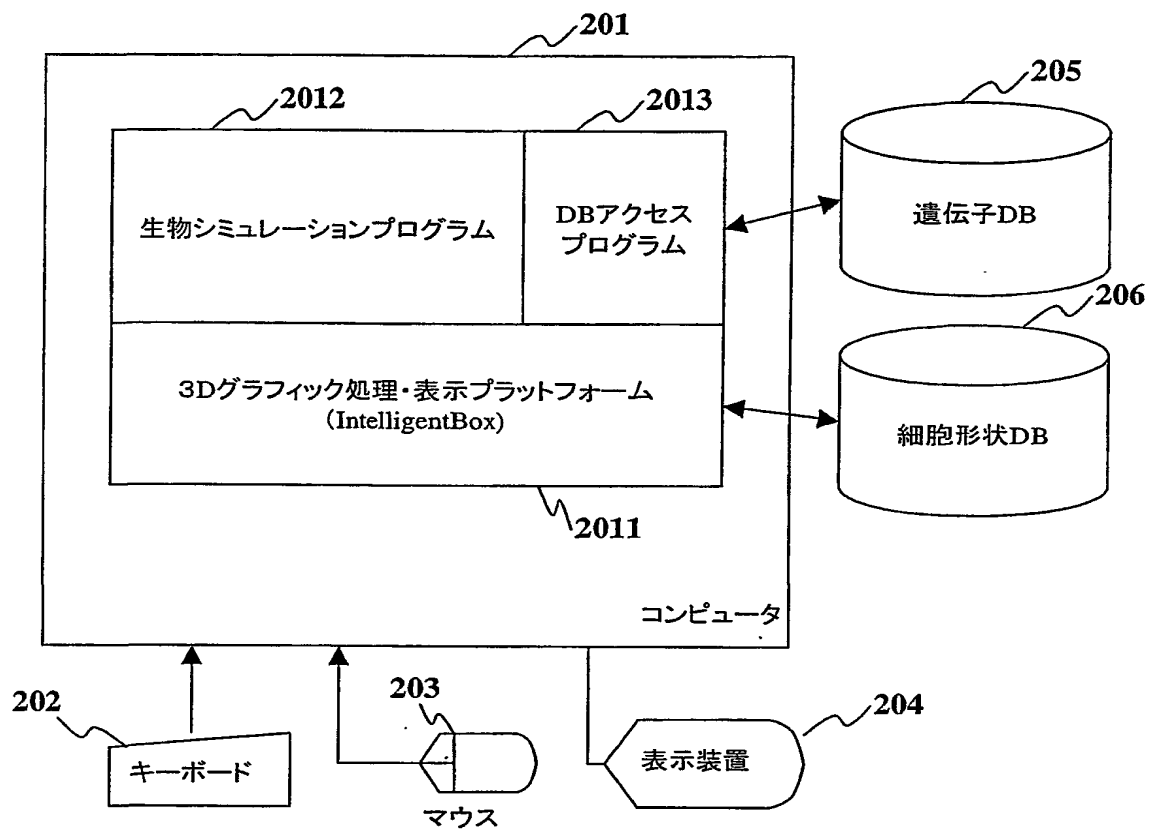 201
2012
2013
205
生物シミュレーションプログラム
DBアクセス
プログラム
遺伝子DB
206
3Dグラフィック処理・表示プラットフォーム
(IntelligentBox)
細胞形状DB
2011
コンピュータ
202
203
204
キーボード
マウス
表示装置